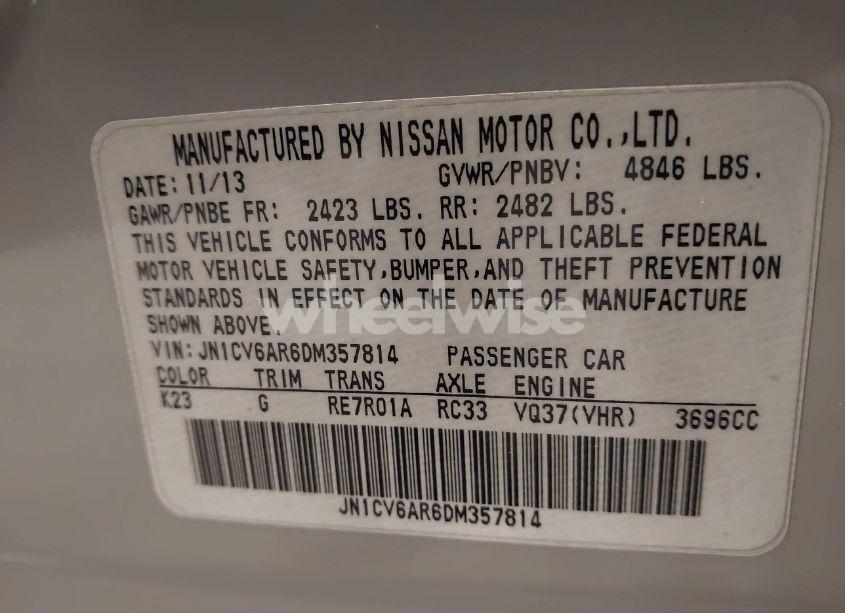 MANUFACTURED BY NISSAN MOTOR CO.,LTD.
DATE: 11/13 GVWR/PNBV: 4846 LBS.
GAWR/PNBE FR: 2423 LBS. RR: 2482 LBS.
THIS VEHICLE CONFORMS TO ALL APPLICABLE FEDERAL
MOTOR VEHICLE SAFETY,BUMPER,AND THEFT PREVENTION
STANDARDS IN EFFECT ON THE DATE OF MANUFACTURE
SHOWN ABOVE.
wheelwise
VIN: JN1CV6AR6DM357814 PASSENGER CAR
COLOR TRIM TRANS AXLE ENGINE
K23 G RE7R01A RC33 VQ37(VHR) 3696CC
JN1CV6AR6DM357814